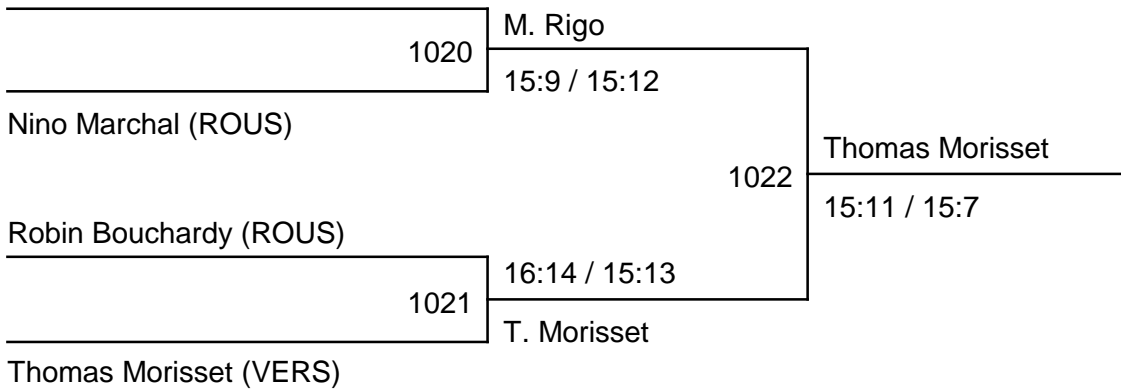 M. Rigo
1020
15:9 / 15:12
Nino Marchal (ROUS)
Thomas Morisset
1022
15:11 / 15:7
Robin Bouchardy (ROUS)
16:14 / 15:13
1021
T. Morisset
Thomas Morisset (VERS)